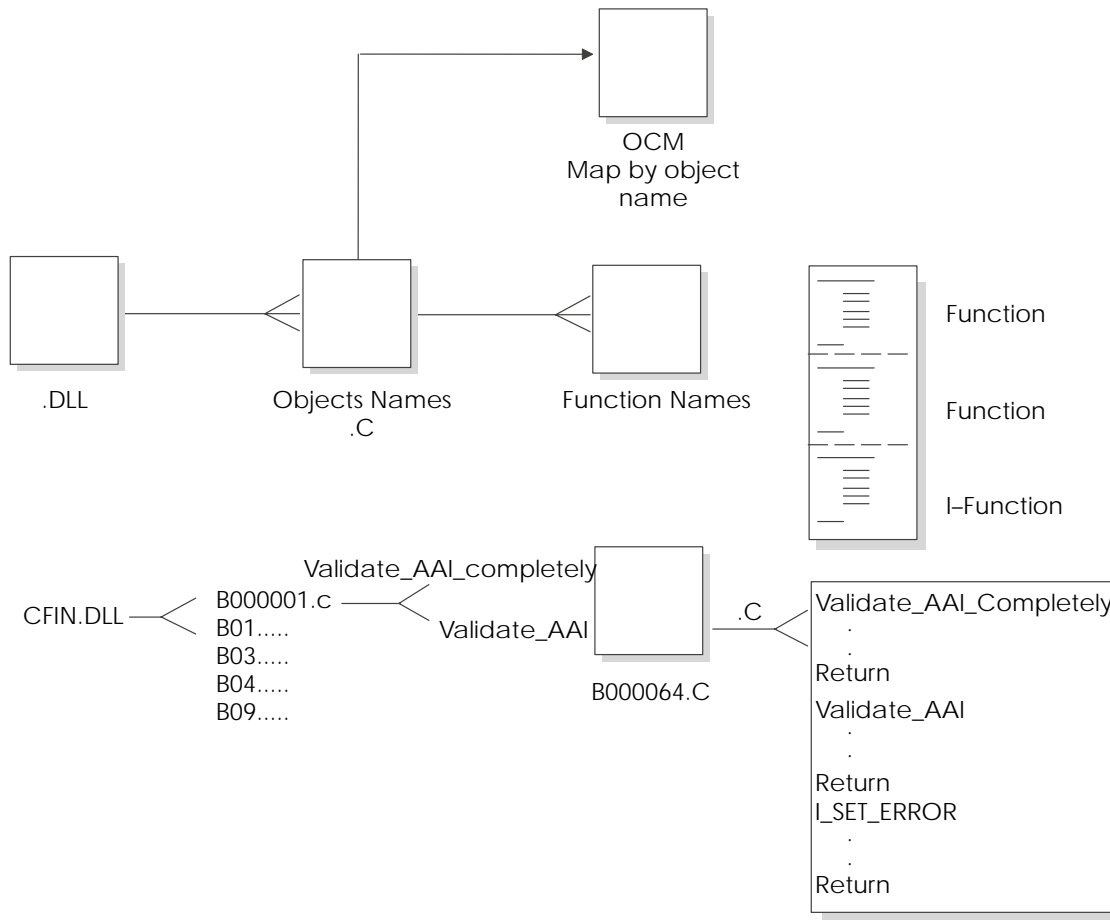 OCM
Map by object
name
.DLL
Objects Names
.C
Function Names
Function
Function
I–Function
CFIN.DLL
B000001.c
B01.....
B03.....
B04.....
B09.....
Validate_AAI_completely
Validate_AAI
B000064.C
.C
Validate_AAI_Completely
.
.
Return
Validate_AAI
.
.
Return
I_SET_ERROR
.
.
Return